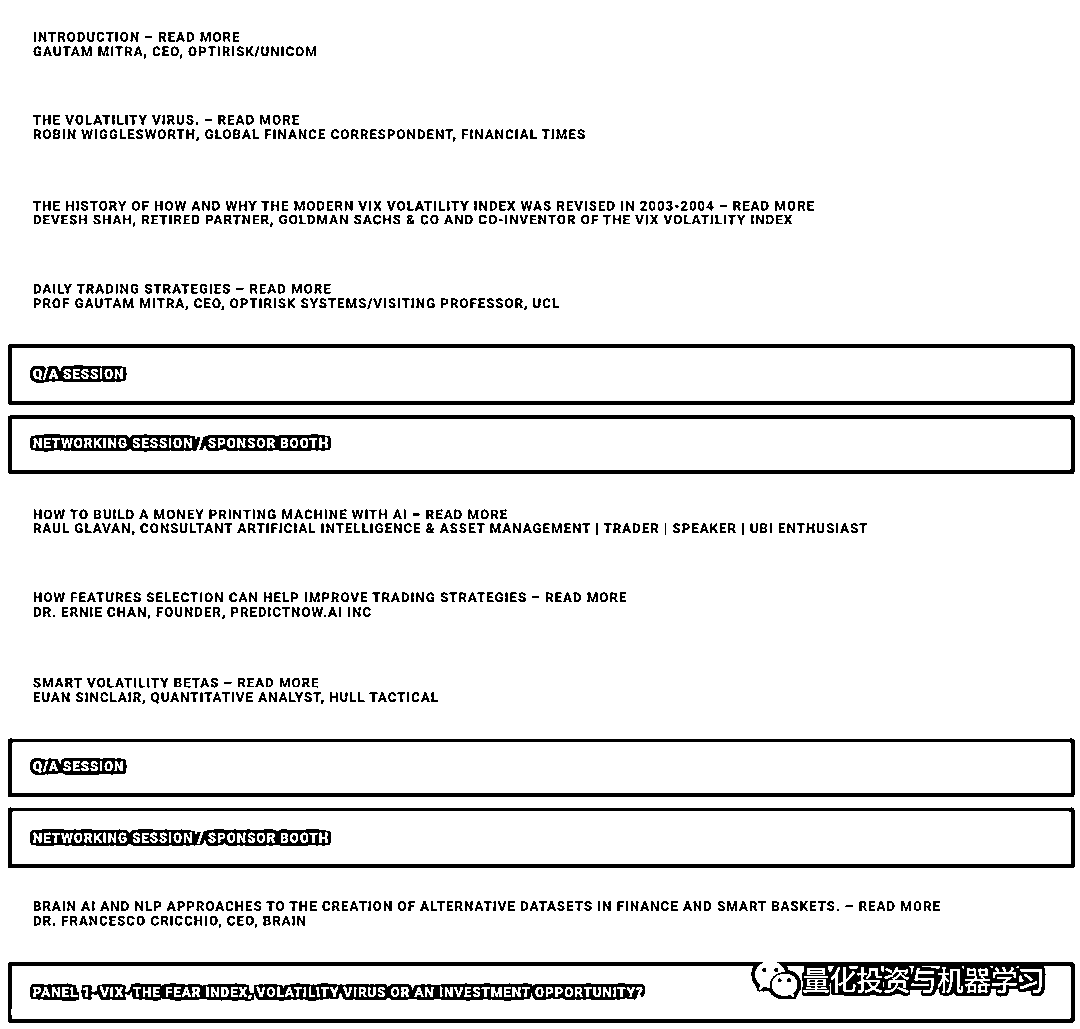 INTRODUCTION – READ MORE
GAUTAM MITRA, CEO, OPTIRISK/UNICOM
THE VOLATILITY VIRUS. – READ MORE
ROBIN WIGGLESWORTH, GLOBAL FINANCE CORRESPONDENT, FINANCIAL TIMES
THE HISTORY OF HOW AND WHY THE MODERN VIX VOLATILITY INDEX WAS REVISED IN 2003-2004 – READ MORE
DEVESH SHAH, RETIRED PARTNER, GOLDMAN SACHS & CO AND CO-INVENTOR OF THE VIX VOLATILITY INDEX
DAILY TRADING STRATEGIES – READ MORE
PROF GAUTAM MITRA, CEO, OPTIRISK SYSTEMS/VISITING PROFESSOR, UCL
Q/A SESSION
NETWORKING SESSION / SPONSOR BOOTH
HOW TO BUILD A MONEY PRINTING MACHINE WITH AI – READ MORE
RAUL GLAVAN, CONSULTANT ARTIFICIAL INTELLIGENCE & ASSET MANAGEMENT | TRADER | SPEAKER | UBI ENTHUSIAST
HOW FEATURES SELECTION CAN HELP IMPROVE TRADING STRATEGIES – READ MORE
DR. ERNIE CHAN, FOUNDER, PREDICTNOW.AI INC
SMART VOLATILITY BETAS – READ MORE
EUAN SINCLAIR, QUANTITATIVE ANALYST, HULL TACTICAL
Q/A SESSION
NETWORKING SESSION / SPONSOR BOOTH
BRAIN AI AND NLP APPROACHES TO THE CREATION OF ALTERNATIVE DATASETS IN FINANCE AND SMART BASKETS. – READ MORE
DR. FRANCESCO CRICCHIO, CEO, BRAIN
PANEL 1 - VIX -THE FEAR INDEX, VOLATILITY VIRUS OR AN INVESTMENT OPPORTUNITY?
量化投资与机器学习